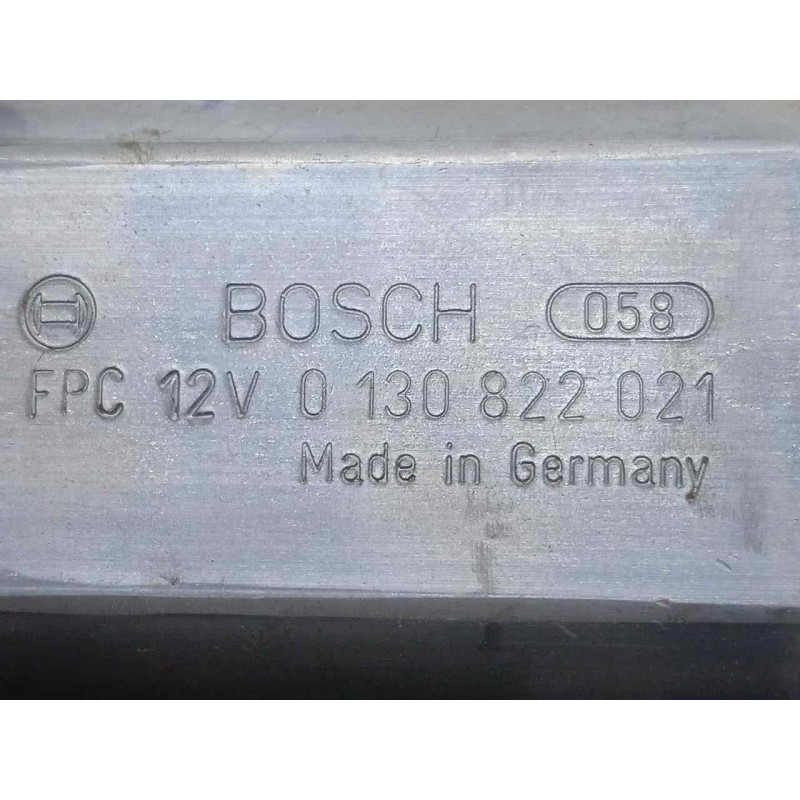 BOSCH 058
FPC 12V 0 130 822 021
Made in Germany